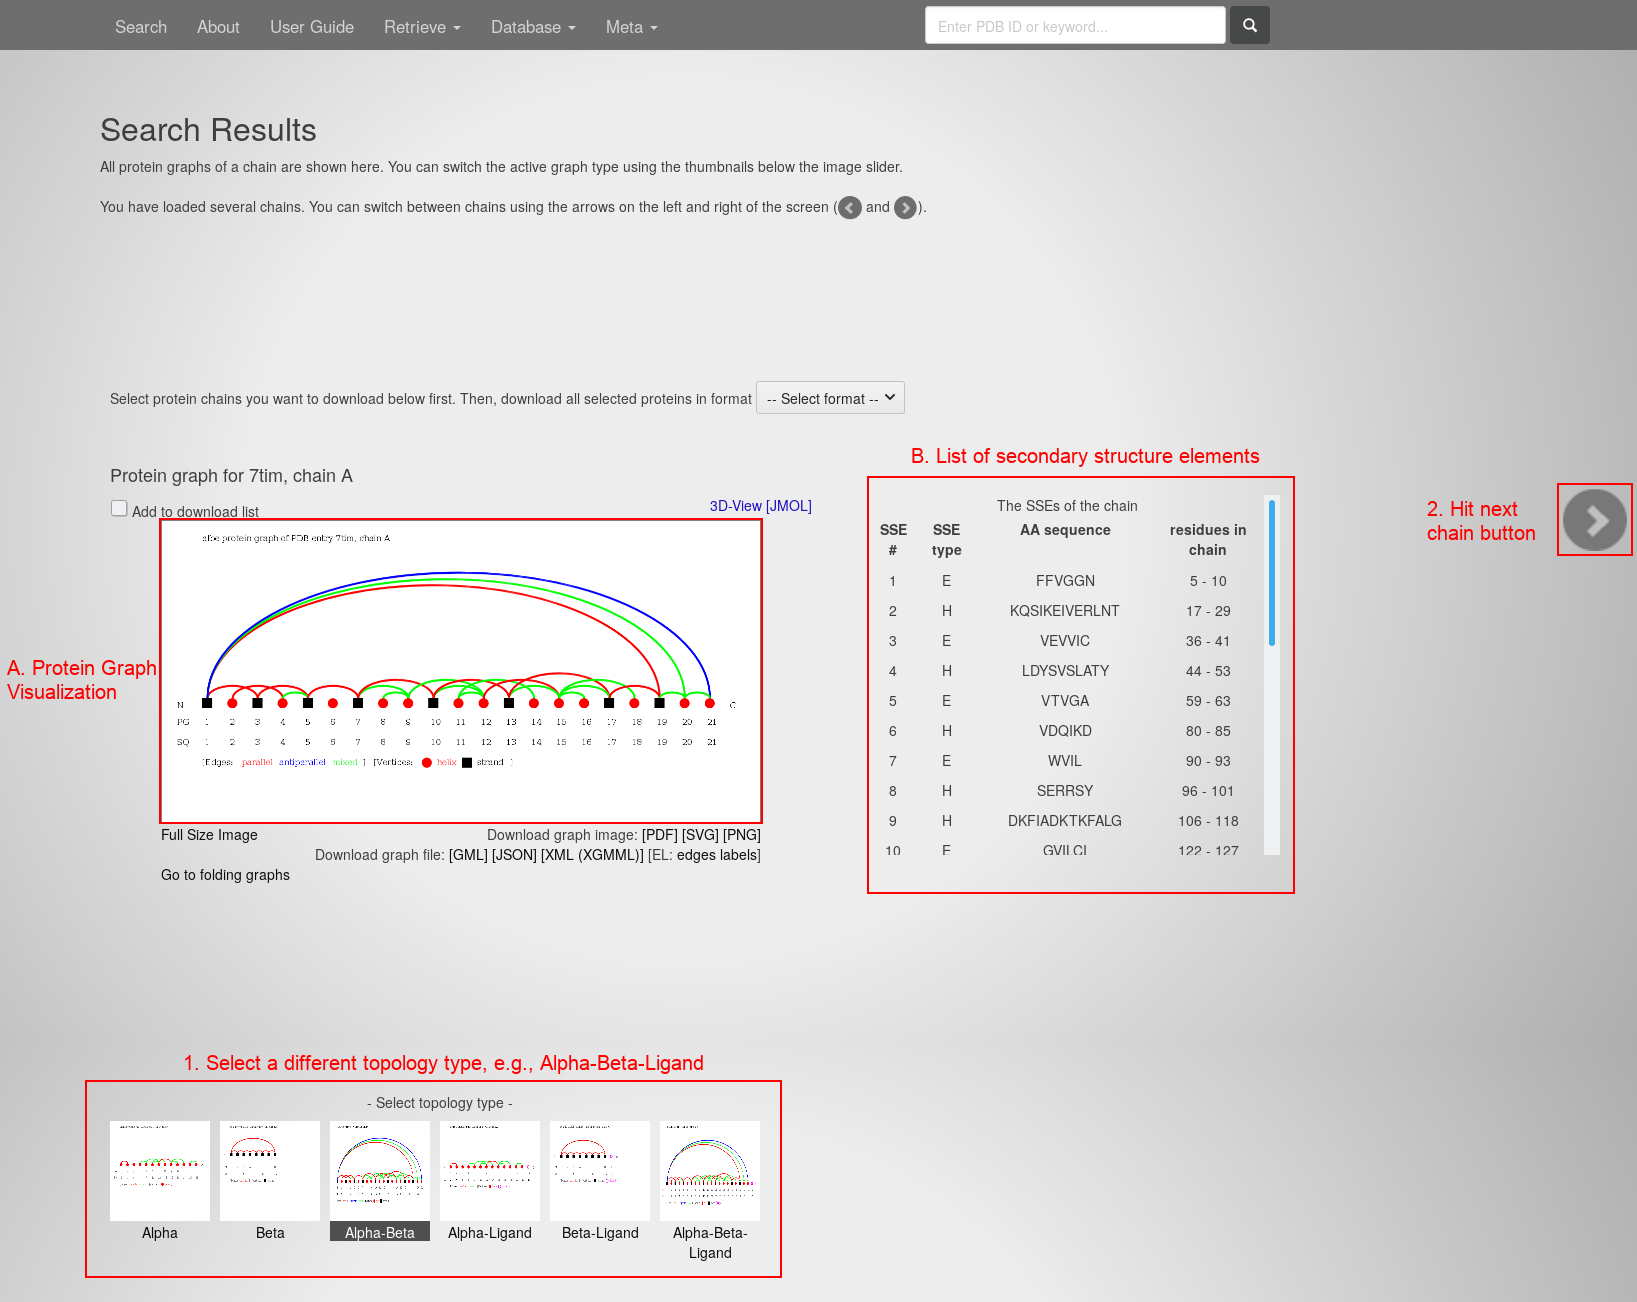 Search About User Guide Retrieve Database Meta Enter PDB ID or keyword...
Search Results
All protein graphs of a chain are shown here. You can switch the active graph type using the thumbnails below the image slider.
You have loaded several chains. You can switch between chains using the arrows on the left and right of the screen ( and ).
Select protein chains you want to download below first. Then, download all selected proteins in format -- Select format --
Protein graph for 7tim, chain A
Add to download list
3D-View [JMOL]
A. Protein Graph
Visualization
albe protein graph of PDB entry 7tim, chain A
N C
PG 1 2 3 4 5 6 7 8 9 10 11 12 13 14 15 16 17 18 19 20 21
SQ 1 2 3 4 5 6 7 8 9 10 11 12 13 14 15 16 17 18 19 20 21
[Edges: parallel antiparallel mixed ] [Vertices: helix strand ]
Full Size Image
Download graph image: [PDF] [SVG] [PNG]
Download graph file: [GML] [JSON] [XML (XGMML)] [EL: edges labels]
Go to folding graphs
B. List of secondary structure elements
The SSEs of the chain
SSE SSE AA sequence residues in
# type chain
1 E FFVGGN 5 - 10
2 H KQSIKEIVERLNT 17 - 29
3 E VEVVIC 36 - 41
4 H LDYSVSLATY 44 - 53
5 E VTVGA 59 - 63
6 H VDQIKD 80 - 85
7 E WVIL 90 - 93
8 H SERRSY 96 - 101
9 H DKFIADKTKFALG 106 - 118
10 E GVILCI 122 - 127
2. Hit next
chain button
1. Select a different topology type, e.g., Alpha-Beta-Ligand
- Select topology type -
Alpha Beta Alpha-Beta Alpha-Ligand Beta-Ligand Alpha-Beta-
Ligand